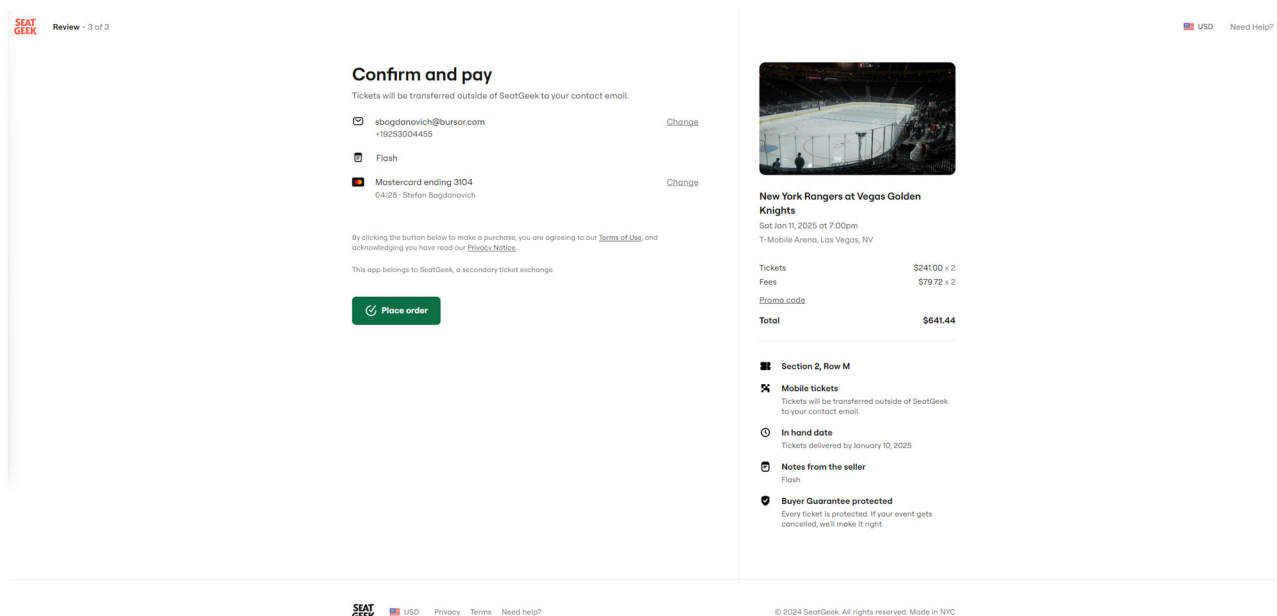 SEAT
GEEK
Review - 3 of 3
USD Need Help?
Confirm and pay
Tickets will be transferred outside of SeatGeek to your contact email.
sbogdanovich@bursor.com Change
+19253004455
Flash
Mastercard ending 3104 Change
04/28 · Stefan Bogdanovich
By clicking the button below to make a purchase, you are agreeing to our Terms of Use, and
acknowledging you have read our Privacy Notice.
This app belongs to SeatGeek, a secondary ticket exchange.
Place order
New York Rangers at Vegas Golden
Knights
Sat Jan 11, 2025 at 7:00pm
T-Mobile Arena, Las Vegas, NV
Tickets $241.00 x 2
Fees $79.72 x 2
Promo code
Total $641.44
Section 2, Row M
Mobile tickets
Tickets will be transferred outside of SeatGeek
to your contact email.
In hand date
Tickets delivered by January 10, 2025
Notes from the seller
Flash
Buyer Guarantee protected
Every ticket is protected. If your event gets
cancelled, we'll make it right.
SEAT
GEEK
USD Privacy Terms Need help?
© 2024 SeatGeek. All rights reserved. Made in NYC